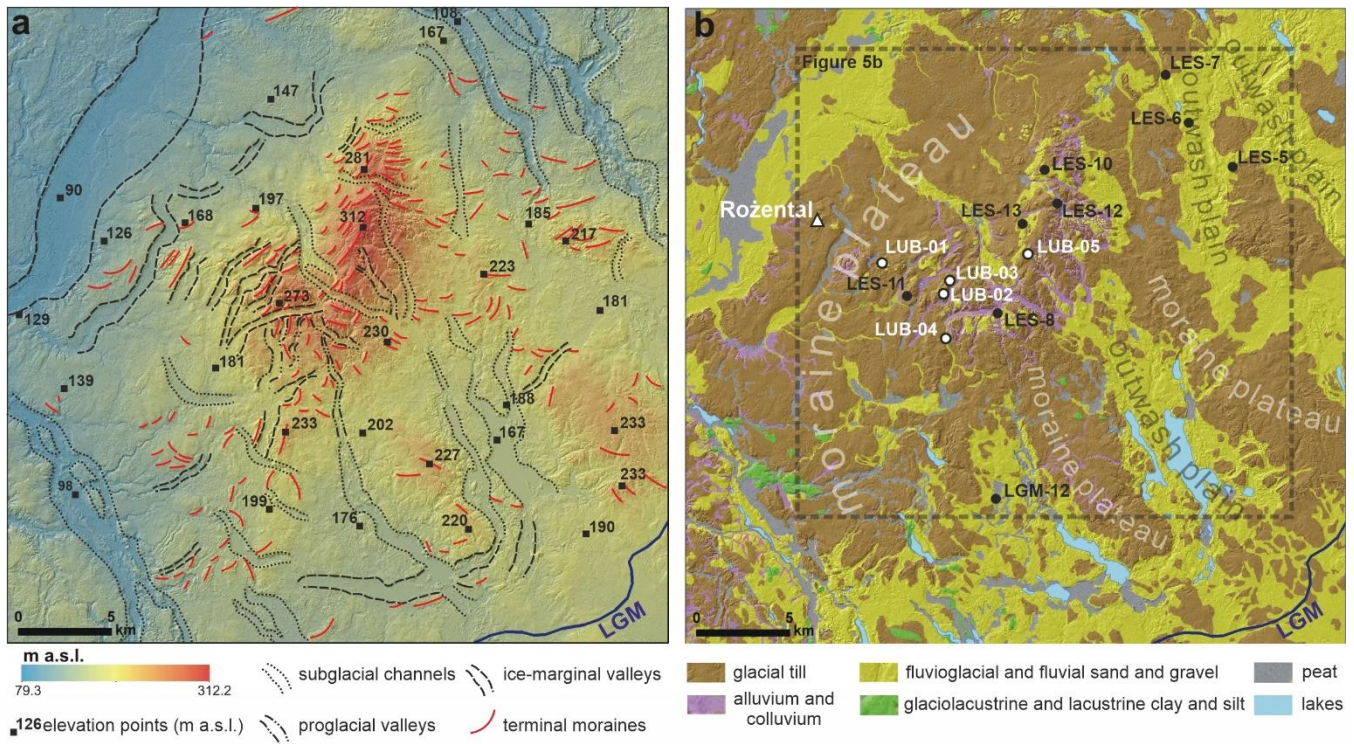 a
108
167
147
281
90
197
168
312
185
126
217
223
273
181
129
230
181
139
188
233
202
167
233
227
233
98
199
176
220
190
0 5
km
LGM
m a.s.l.
79.3 312.2
126 elevation points (m a.s.l.)
subglacial channels
proglacial valleys
ice-marginal valleys
terminal moraines
b
Figure 5b
LES-7
outwash plain
outwash plain
LES-6
LES-5
moraine plateau
LES-10
LES-12
Rożental
LES-13
LUB-01
LUB-05
LUB-03
LES-11
LUB-02
LES-8
LUB-04
moraine plateau
moraine plateau
outwash plain
LGM-12
0 5
km
LGM
glacial till
alluvium and
colluvium
fluvioglacial and fluvial sand and gravel
glaciolacustrine and lacustrine clay and silt
peat
lakes